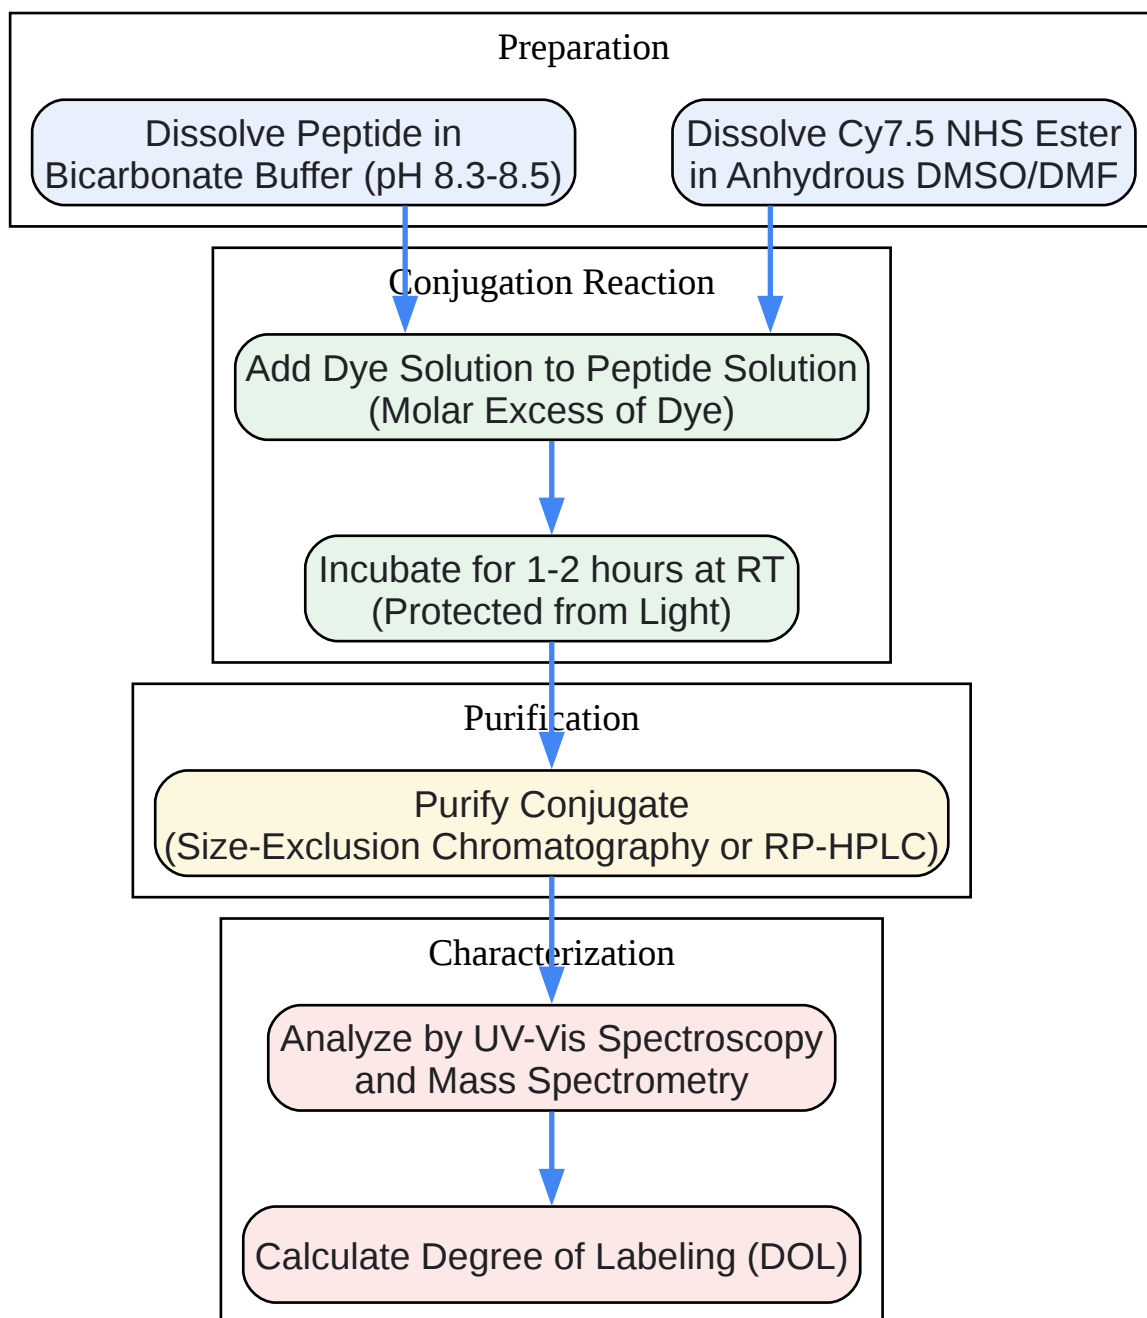 Preparation
Dissolve Peptide in
Bicarbonate Buffer (pH 8.3-8.5)
Dissolve Cy7.5 NHS Ester
in Anhydrous DMSO/DMF
Conjugation Reaction
Add Dye Solution to Peptide Solution
(Molar Excess of Dye)
Incubate for 1-2 hours at RT
(Protected from Light)
Purification
Purify Conjugate
(Size-Exclusion Chromatography or RP-HPLC)
Characterization
Analyze by UV-Vis Spectroscopy
and Mass Spectrometry
Calculate Degree of Labeling (DOL)